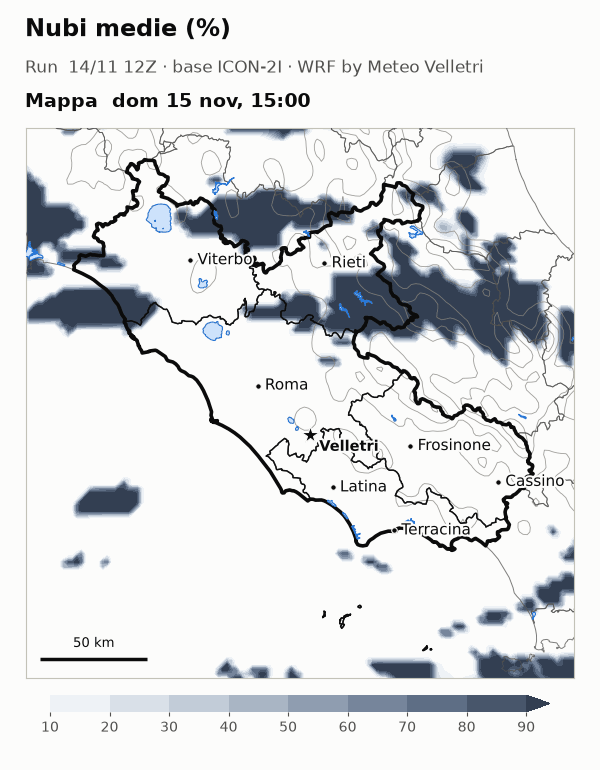 Nubi medie (%)
Run  14/11 12Z · base ICON-2I · WRF by Meteo Velletri
Mappa  dom 15 nov, 15:00
Viterbo
Rieti
Roma
Velletri
Frosinone
Cassino
Latina
Terracina
50 km
10 20 30 40 50 60 70 80 90